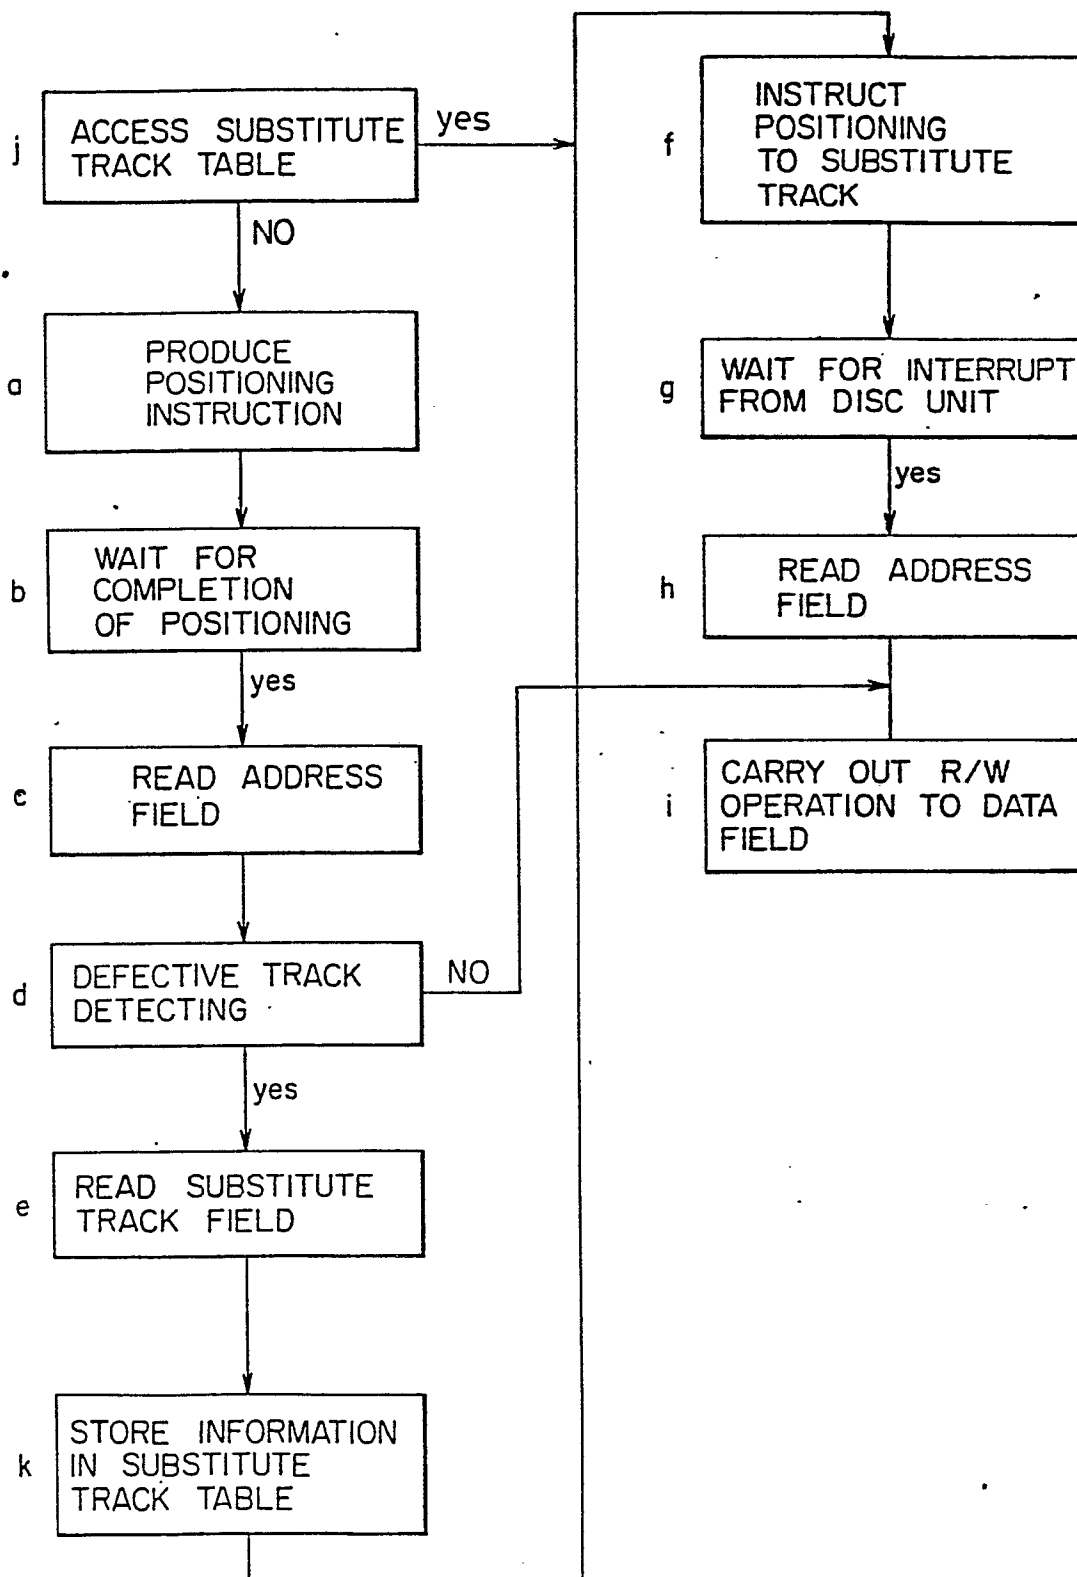 j
ACCESS SUBSTITUTE
TRACK TABLE
yes
NO
a
PRODUCE
POSITIONING
INSTRUCTION
b
WAIT FOR
COMPLETION
OF POSITIONING
yes
c
READ ADDRESS
FIELD
d
DEFECTIVE TRACK
DETECTING
NO
yes
e
READ SUBSTITUTE
TRACK FIELD
k
STORE INFORMATION
IN SUBSTITUTE
TRACK TABLE
f
INSTRUCT
POSITIONING
TO SUBSTITUTE
TRACK
g
WAIT FOR INTERRUPT
FROM DISC UNIT
yes
h
READ ADDRESS
FIELD
i
CARRY OUT R/W
OPERATION TO DATA
FIELD